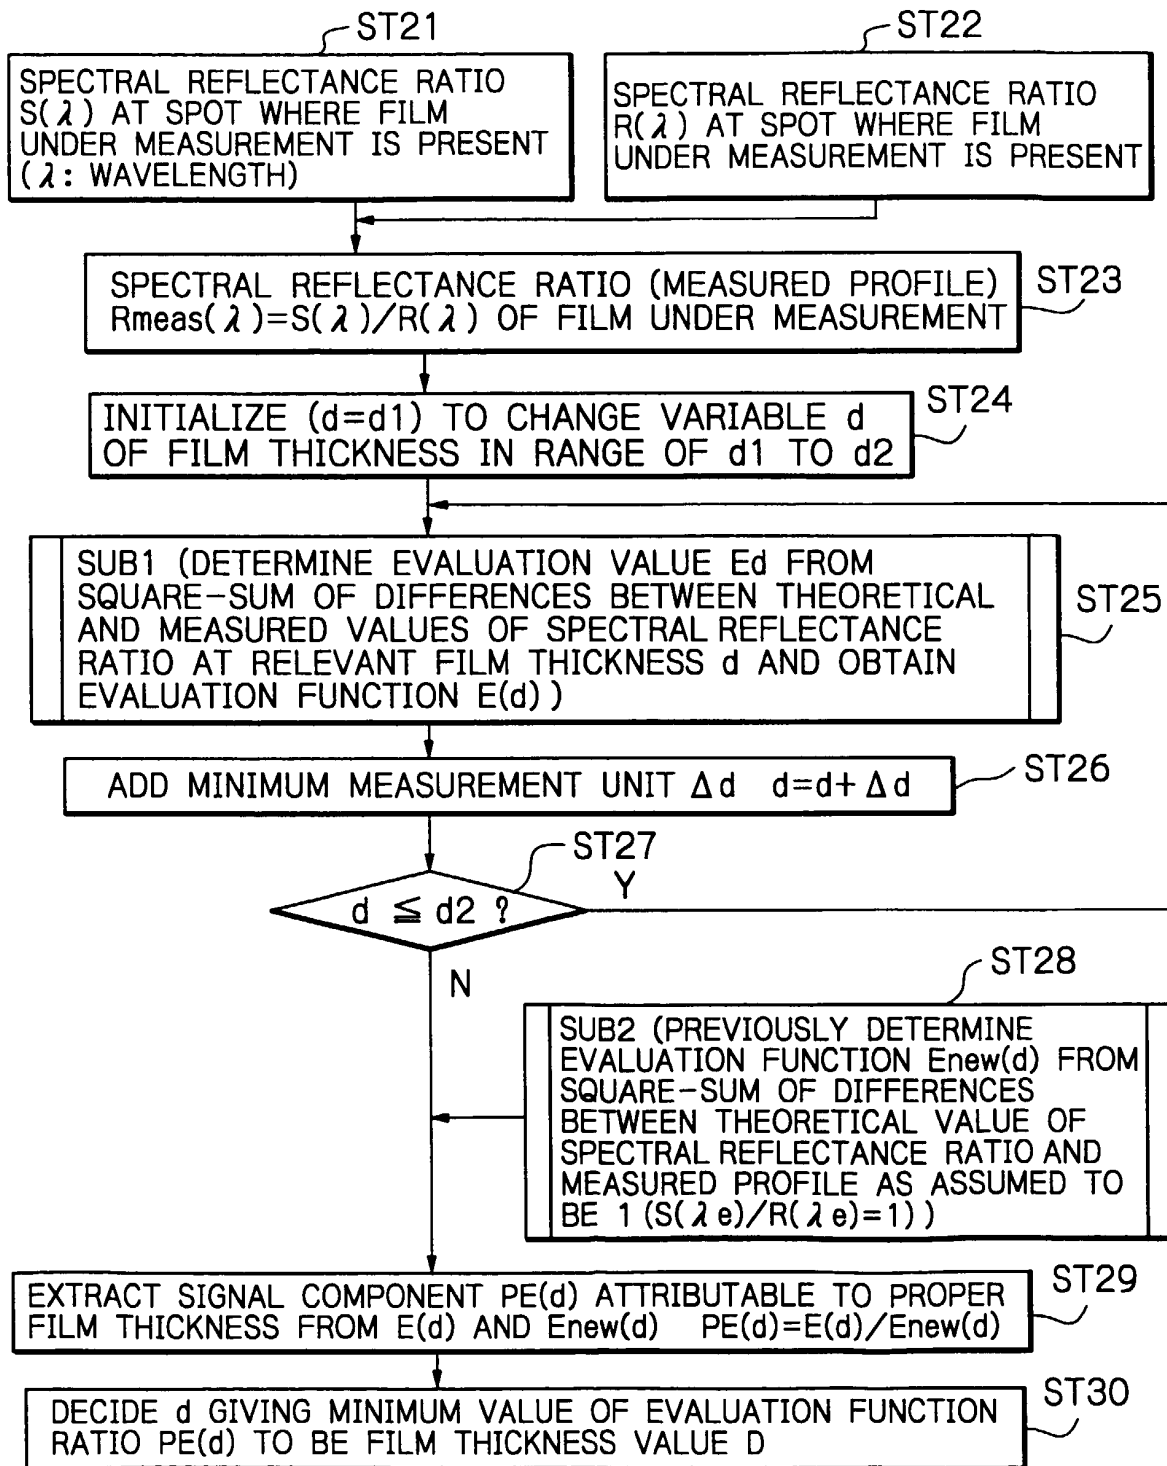 ST21
SPECTRAL REFLECTANCE RATIO
S(λ) AT SPOT WHERE FILM
UNDER MEASUREMENT IS PRESENT
(λ: WAVELENGTH)
ST22
SPECTRAL REFLECTANCE RATIO
R(λ) AT SPOT WHERE FILM
UNDER MEASUREMENT IS PRESENT
ST23
SPECTRAL REFLECTANCE RATIO (MEASURED PROFILE)
Rmeas(λ)=S(λ)/R(λ) OF FILM UNDER MEASUREMENT
ST24
INITIALIZE (d=d1) TO CHANGE VARIABLE d
OF FILM THICKNESS IN RANGE OF d1 TO d2
ST25
SUB1 (DETERMINE EVALUATION VALUE Ed FROM
SQUARE-SUM OF DIFFERENCES BETWEEN THEORETICAL
AND MEASURED VALUES OF SPECTRAL REFLECTANCE
RATIO AT RELEVANT FILM THICKNESS d AND OBTAIN
EVALUATION FUNCTION E(d))
ST26
ADD MINIMUM MEASUREMENT UNIT Δd d=d+Δd
ST27
d ≦ d2 ?
Y
N
ST28
SUB2 (PREVIOUSLY DETERMINE
EVALUATION FUNCTION Enew(d) FROM
SQUARE-SUM OF DIFFERENCES
BETWEEN THEORETICAL VALUE OF
SPECTRAL REFLECTANCE RATIO AND
MEASURED PROFILE AS ASSUMED TO
BE 1 (S(λe)/R(λe)=1))
ST29
EXTRACT SIGNAL COMPONENT PE(d) ATTRIBUTABLE TO PROPER
FILM THICKNESS FROM E(d) AND Enew(d) PE(d)=E(d)/Enew(d)
ST30
DECIDE d GIVING MINIMUM VALUE OF EVALUATION FUNCTION
RATIO PE(d) TO BE FILM THICKNESS VALUE D